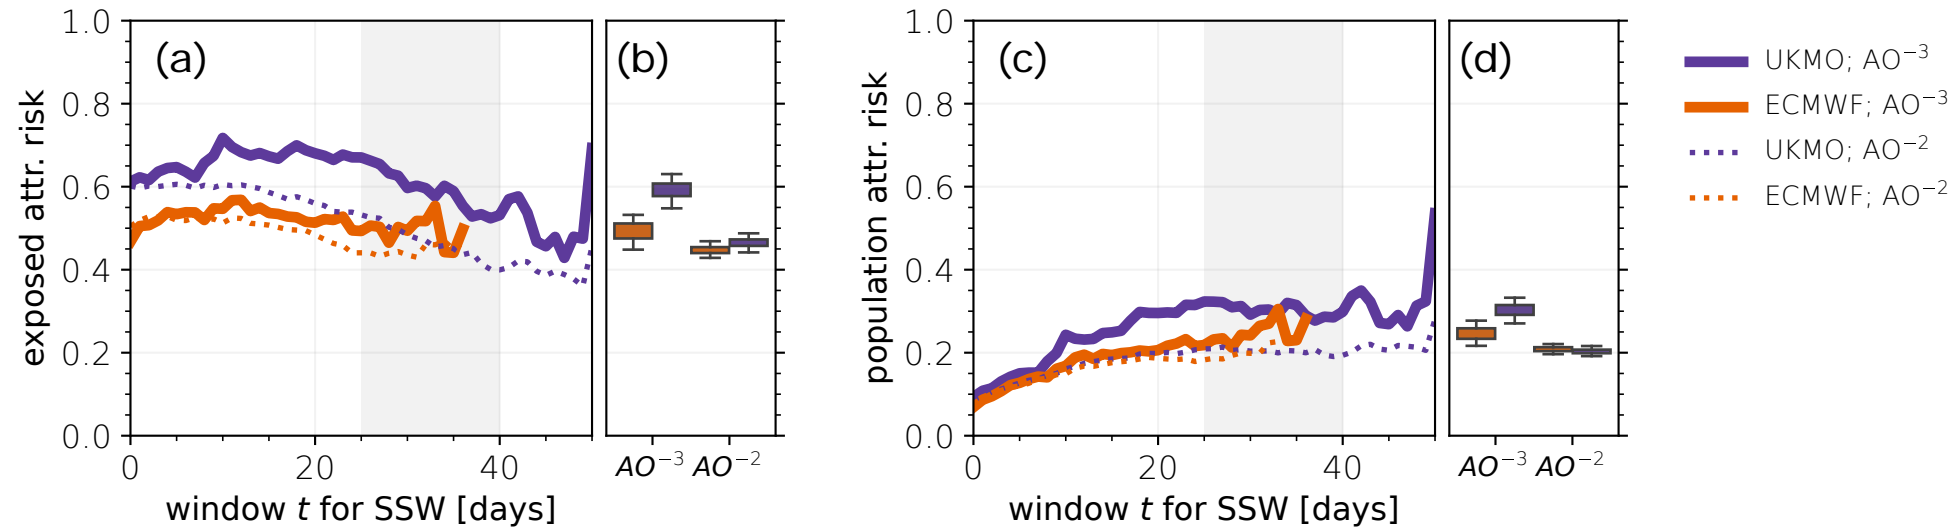 exposed attr. risk
1.0
0.8
0.6
0.4
0.2
0.0
(a)
0
20
40
window t for SSW [days]
(b)
AO⁻³ AO⁻²
population attr. risk
1.0
0.8
0.6
0.4
0.2
0.0
(c)
0
20
40
window t for SSW [days]
(d)
AO⁻³ AO⁻²
UKMO; AO⁻³
ECMWF; AO⁻³
UKMO; AO⁻²
ECMWF; AO⁻²